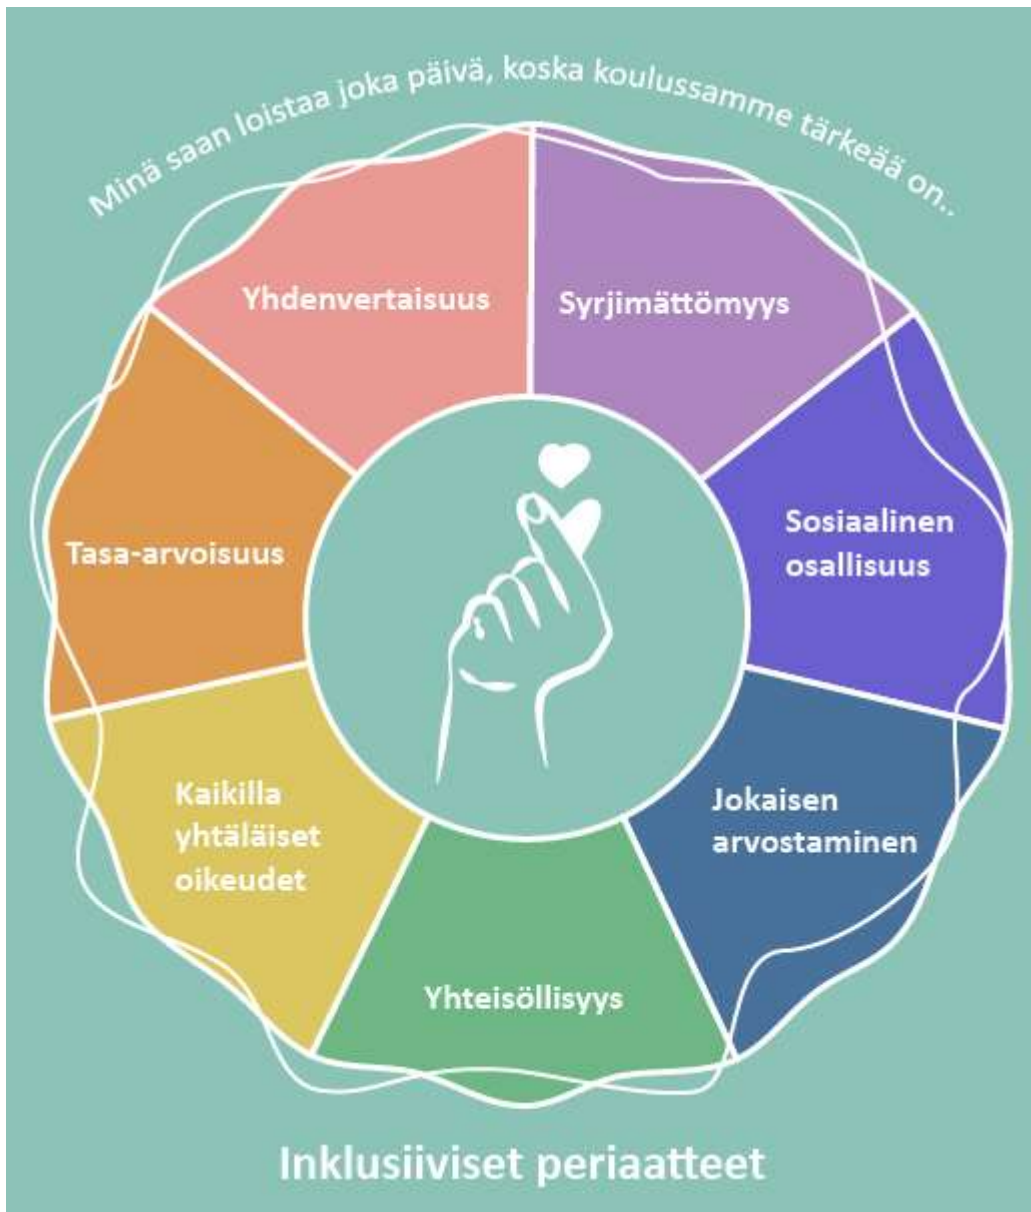 Minä saan loistaa joka päivä, koska koulussamme tärkeää on..
Yhdenvertaisuus
Syrjimättömyys
Sosiaalinen
osallisuus
Jokaisen
arvostaminen
Yhteisöllisyys
Kaikilla
yhtäläiset
oikeudet
Tasa-arvoisuus
Inklusiiviset periaatteet